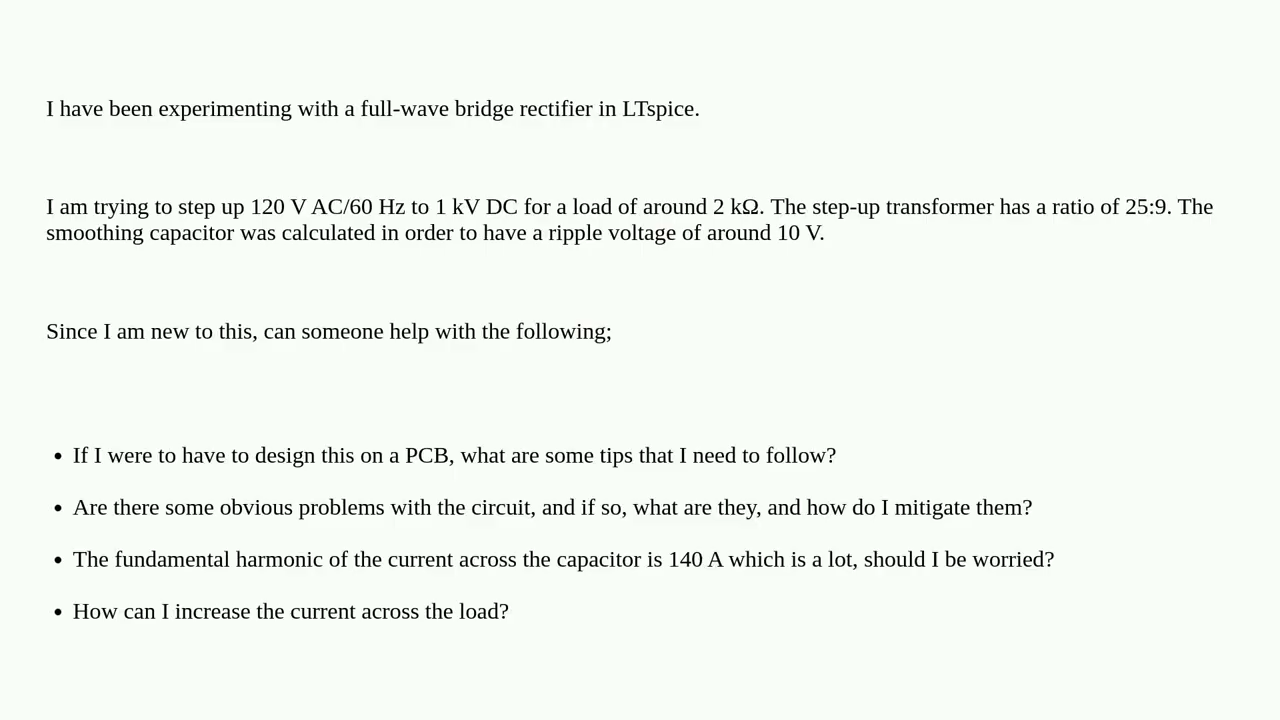 I have been experimenting with a full-wave bridge rectifier in LTspice.
I am trying to step up 120 V AC/60 Hz to 1 kV DC for a load of around 2 kΩ. The step-up transformer has a ratio of 25:9. The
smoothing capacitor was calculated in order to have a ripple voltage of around 10 V.
Since I am new to this, can someone help with the following;
• If I were to have to design this on a PCB, what are some tips that I need to follow?
• Are there some obvious problems with the circuit, and if so, what are they, and how do I mitigate them?
• The fundamental harmonic of the current across the capacitor is 140 A which is a lot, should I be worried?
• How can I increase the current across the load?